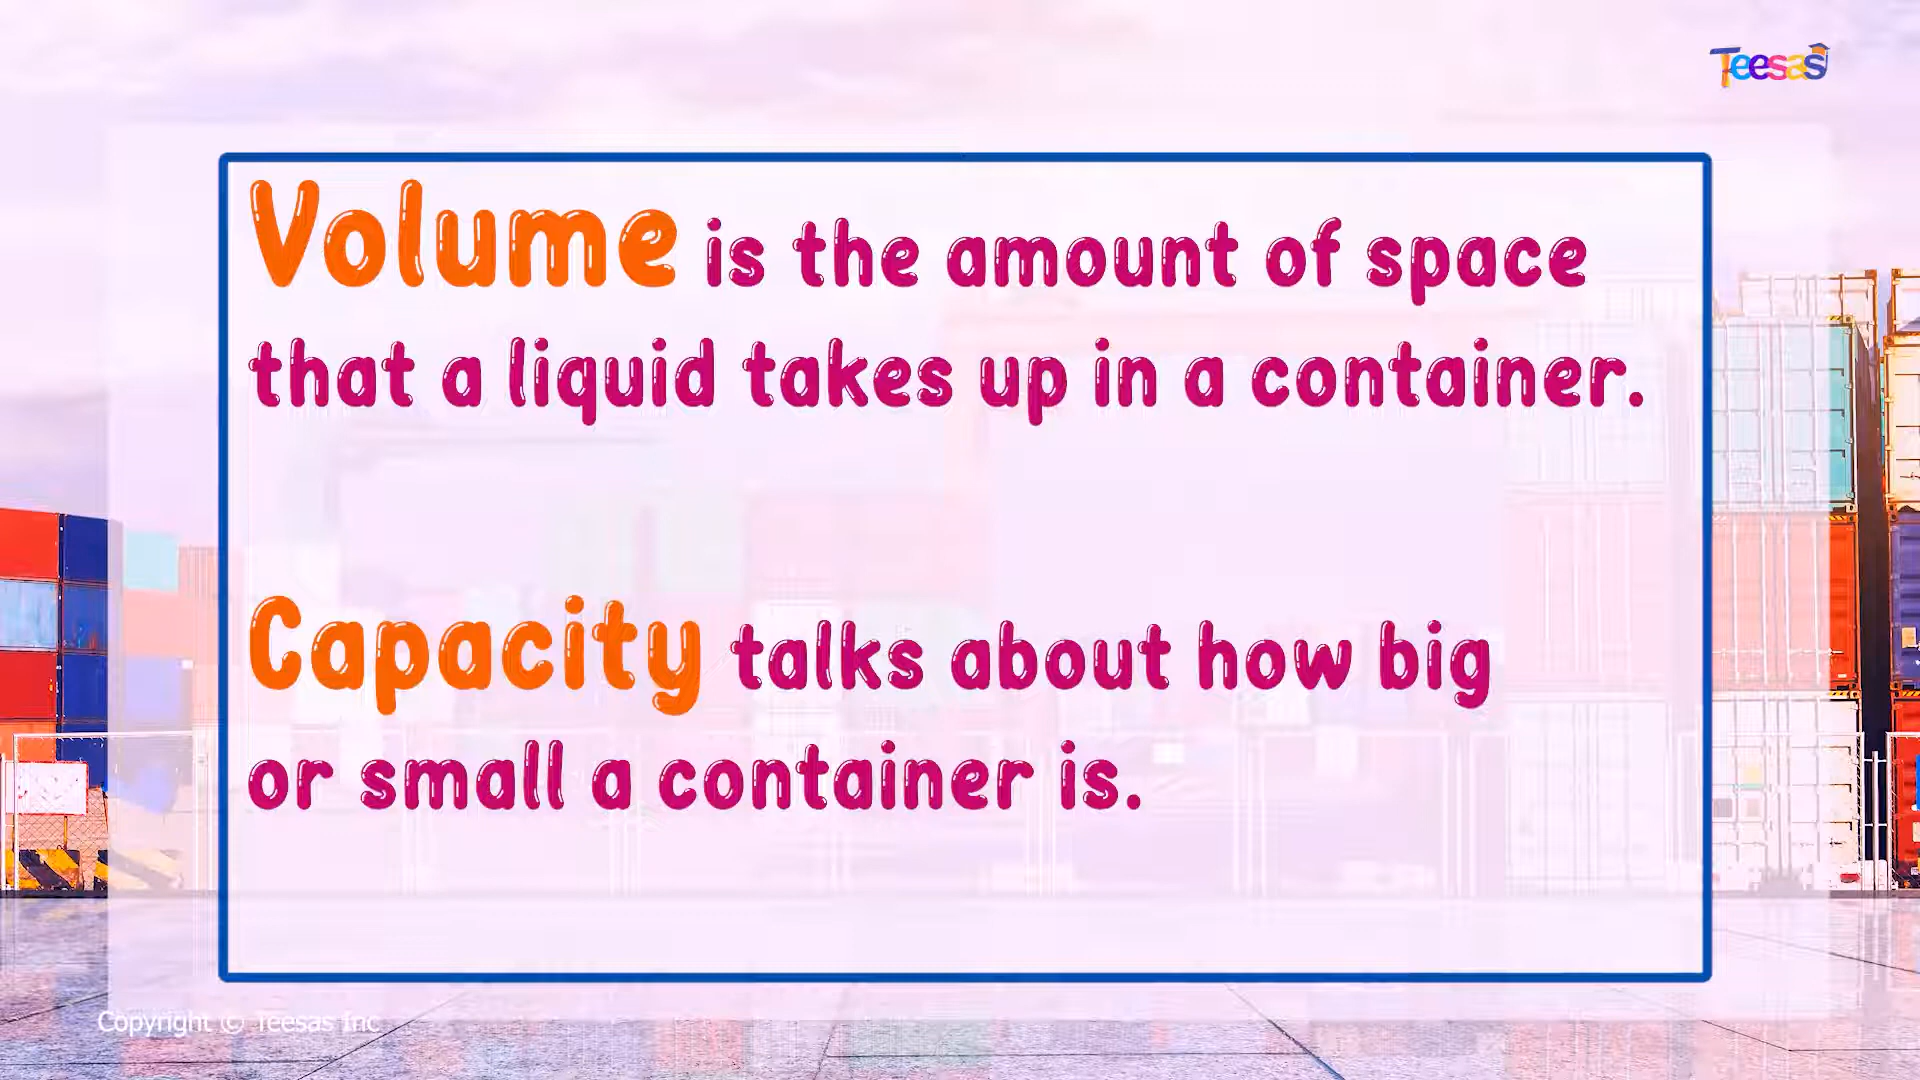 Teesas
Volume is the amount of space
that a liquid takes up in a container.
Capacity talks about how big
or small a container is.
Copyright © Teesas Inc